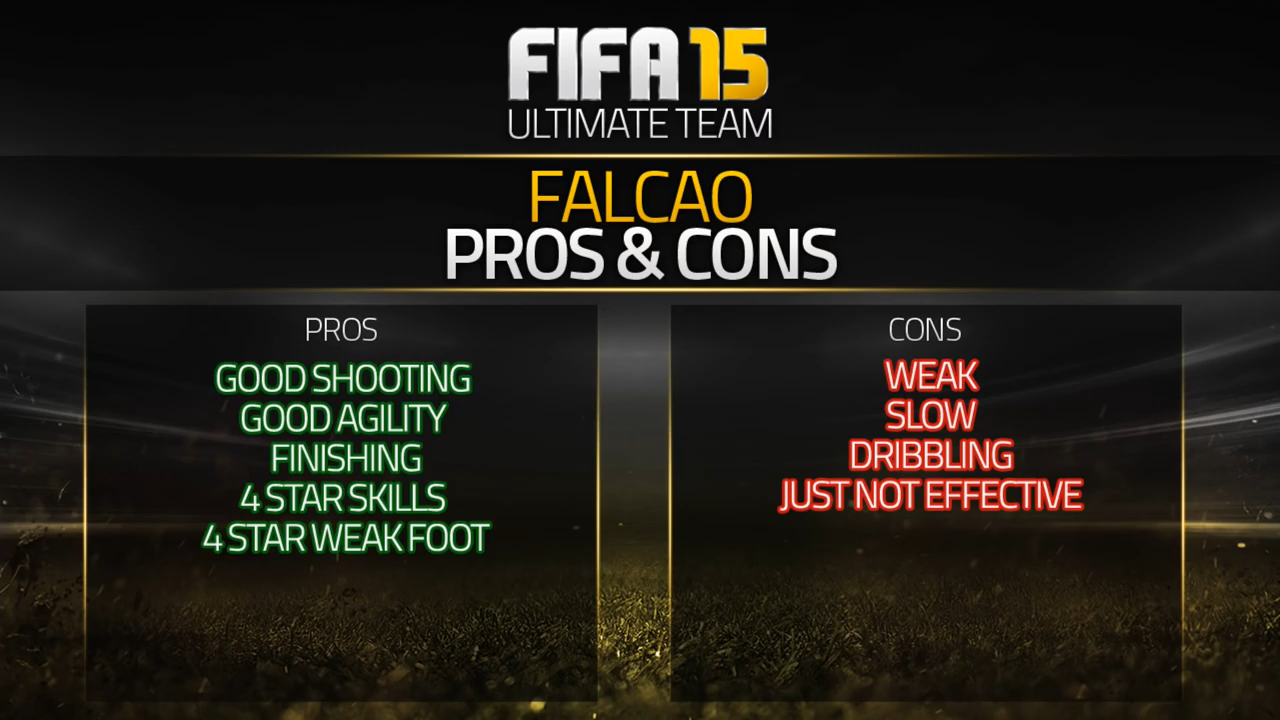 FIFA 15
ULTIMATE TEAM
FALCAO
PROS & CONS
PROS
GOOD SHOOTING
GOOD AGILITY
FINISHING
4 STAR SKILLS
4 STAR WEAK FOOT
CONS
WEAK
SLOW
DRIBBLING
JUST NOT EFFECTIVE